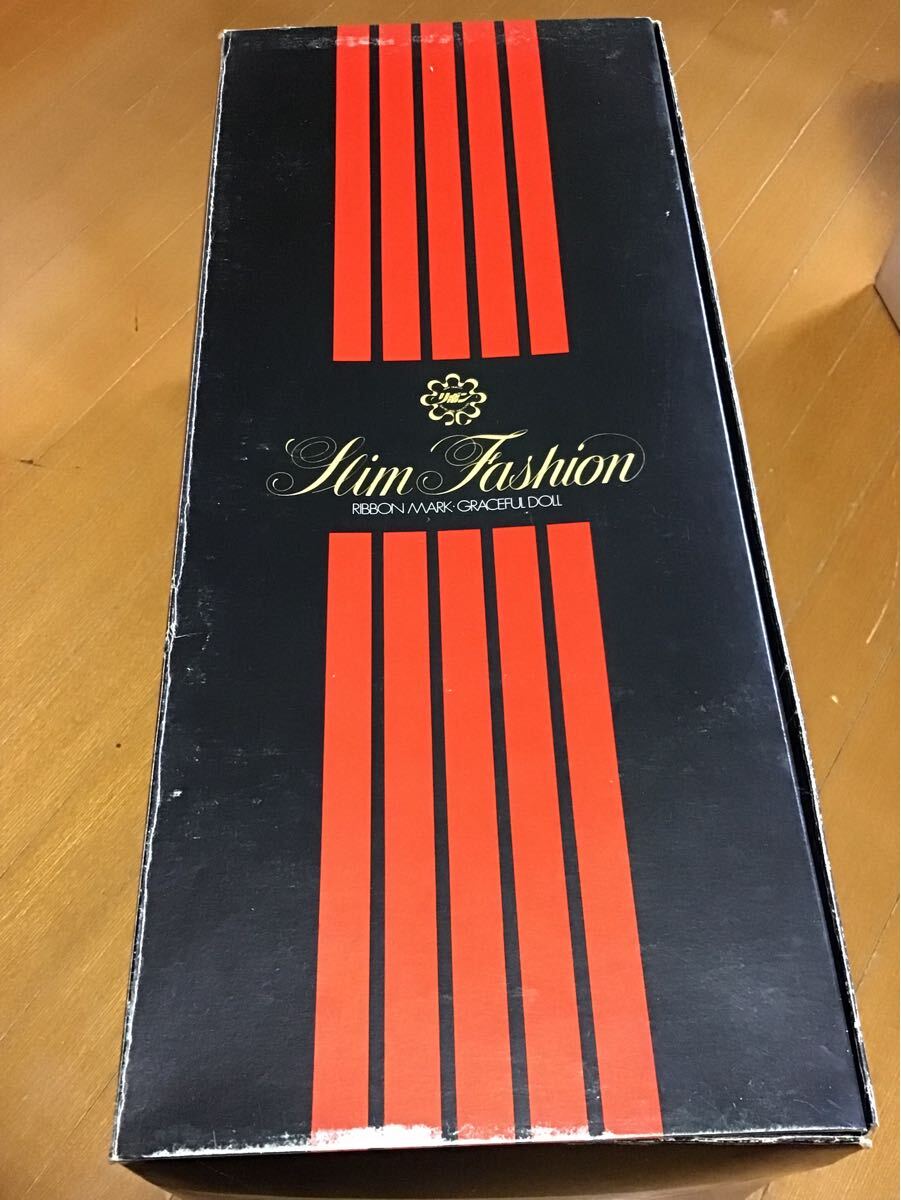 リボン
Slim Fashion
RIBBON MARK·GRACEFUL DOLL